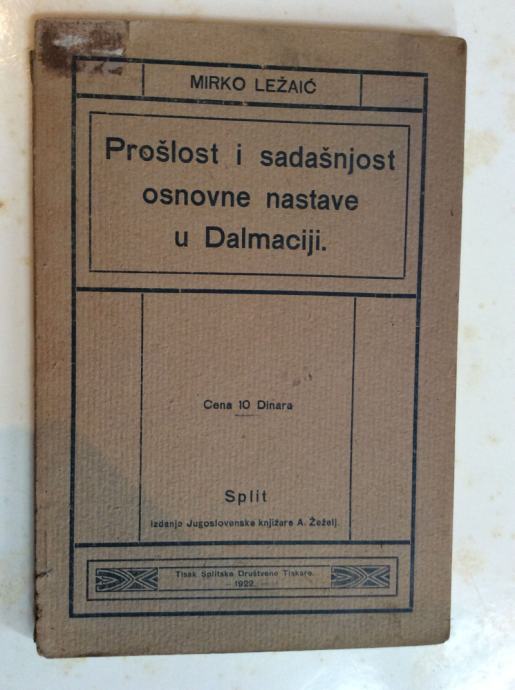 MIRKO LEŽAIĆ
Prošlost i sadašnjost
osnovne nastave
u Dalmaciji.
Cena 10 Dinara
Split
Izdanje Jugoslovenske knjižare A. Žeželj.
Tisak Splitske Društvene Tiskare.
– 1922. –